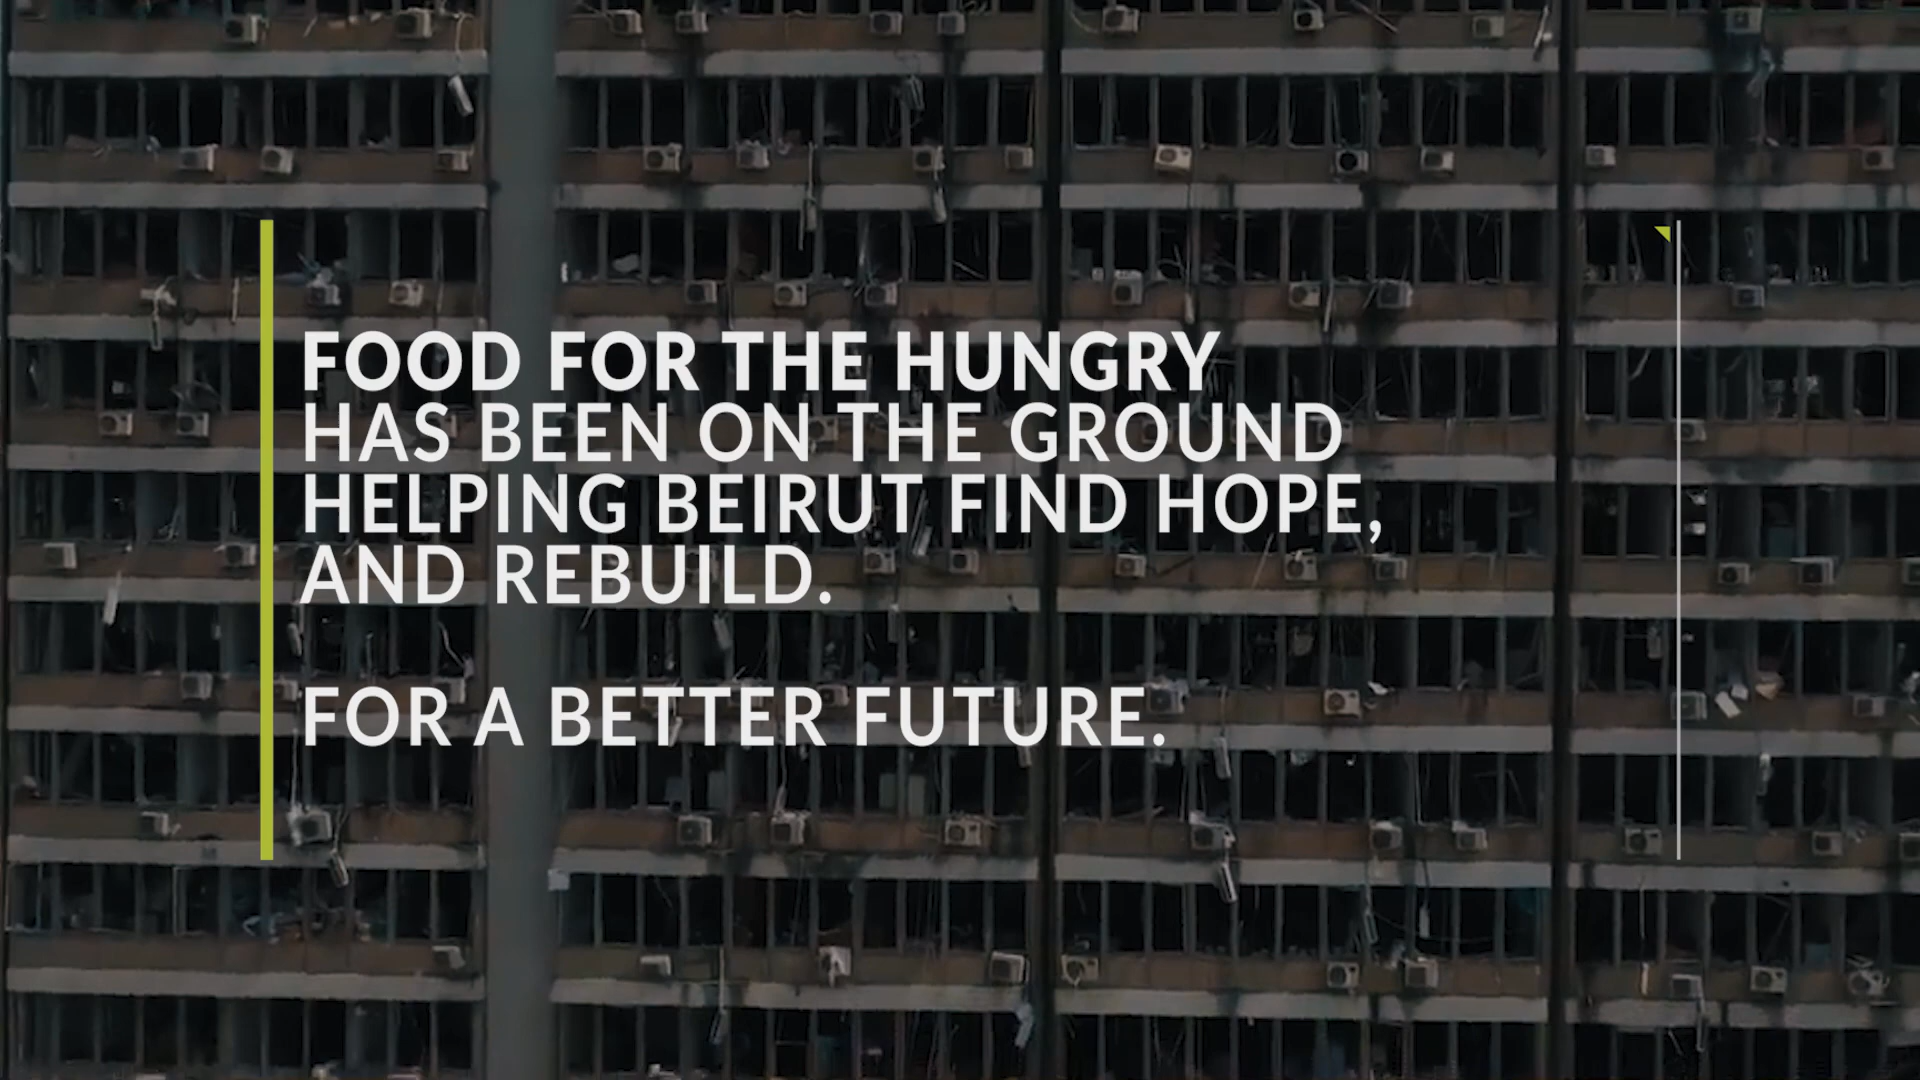 FOOD FOR THE HUNGRY
HAS BEEN ON THE GROUND
HELPING BEIRUT FIND HOPE,
AND REBUILD.
FOR A BETTER FUTURE.